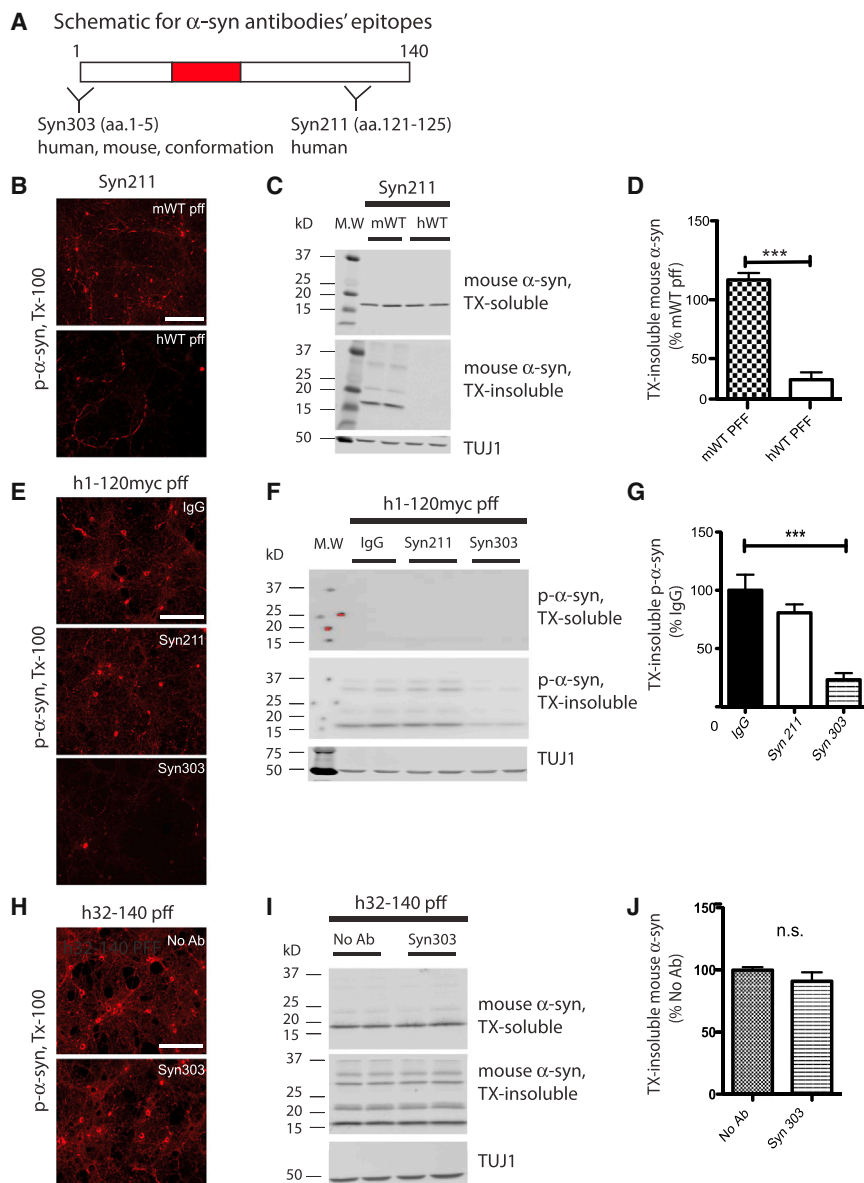 A Schematic for α-syn antibodies' epitopes
1 140
Syn303 (aa.1-5)
human, mouse, conformation
Syn211 (aa.121-125)
human
B
Syn211
mWT pff
hWT pff
p-α-syn, Tx-100
C
Syn211
kD M.W mWT hWT
37
25
20
15
mouse α-syn,
TX-soluble
37
25
20
15
mouse α-syn,
TX-insoluble
50
TUJ1
D
TX-insoluble mouse α-syn
(% mWT pff)
150
100
50
0
***
mWT PFF
hWT PFF
E
h1-120myc pff
IgG
Syn211
Syn303
p-α-syn, Tx-100
F
h1-120myc pff
kD M.W IgG Syn211 Syn303
37
25
20
15
p-α-syn,
TX-soluble
37
25
20
15
p-α-syn,
TX-insoluble
75
50
TUJ1
G
TX-insoluble p-α-syn
(% IgG)
150
100
50
0
***
IgG
Syn 211
Syn 303
H
h32-140 pff
h32-140 PFF
No Ab
Syn303
p-α-syn, Tx-100
I
h32-140 pff
kD No Ab Syn303
37
25
20
15
mouse α-syn,
TX-soluble
37
25
20
15
mouse α-syn,
TX-insoluble
50
TUJ1
J
TX-insoluble mouse α-syn
(% No Ab)
150
100
50
0
n.s.
No Ab
Syn 303